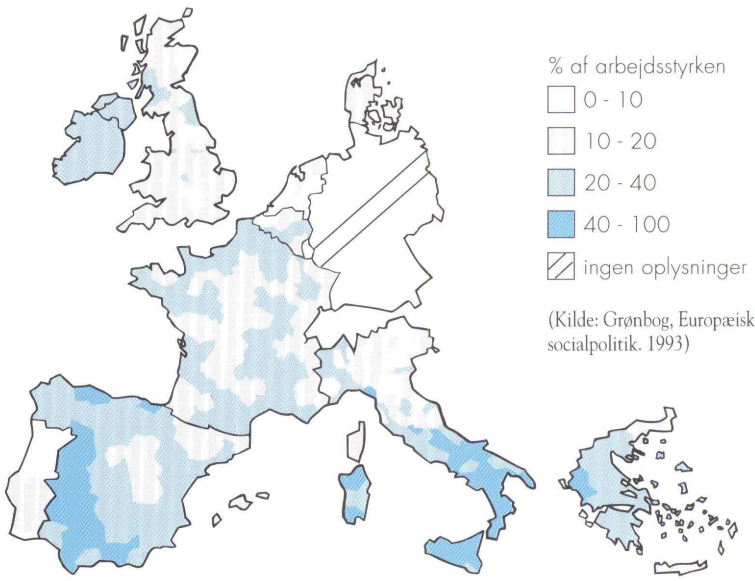 % af arbejdsstyrken
0 - 10
10 - 20
20 - 40
40 - 100
ingen oplysninger
(Kilde: Grønbog, Europæisk
socialpolitik. 1993)